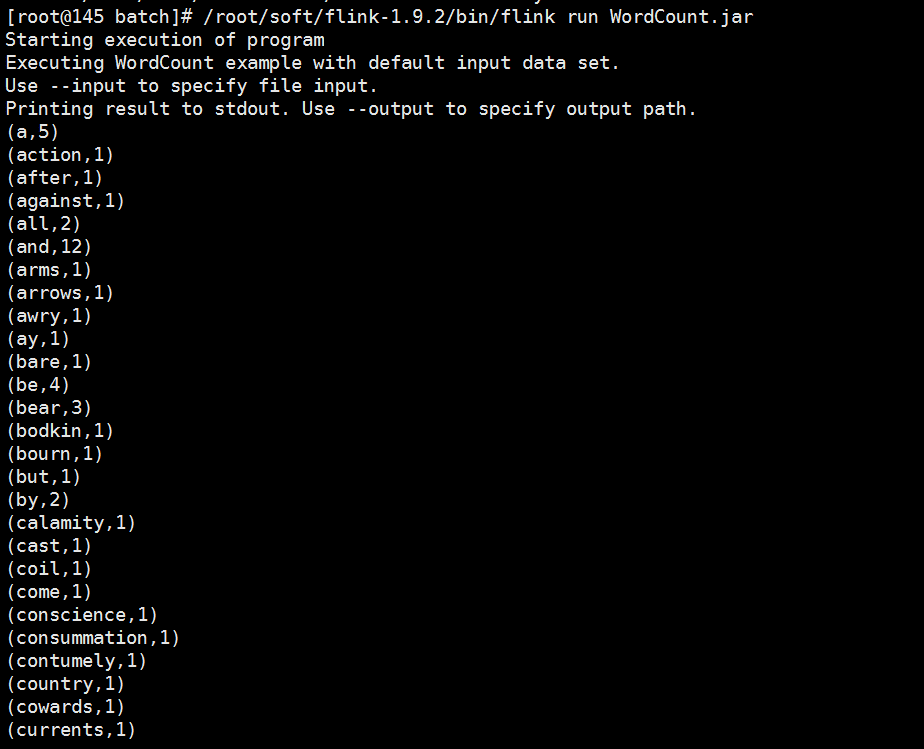 [root@145 batch]# /root/soft/flink-1.9.2/bin/flink run WordCount.jar
Starting execution of program
Executing WordCount example with default input data set.
Use --input to specify file input.
Printing result to stdout. Use --output to specify output path.
(a,5)
(action,1)
(after,1)
(against,1)
(all,2)
(and,12)
(arms,1)
(arrows,1)
(awry,1)
(ay,1)
(bare,1)
(be,4)
(bear,3)
(bodkin,1)
(bourn,1)
(but,1)
(by,2)
(calamity,1)
(cast,1)
(coil,1)
(come,1)
(conscience,1)
(consummation,1)
(contumely,1)
(country,1)
(cowards,1)
(currents,1)